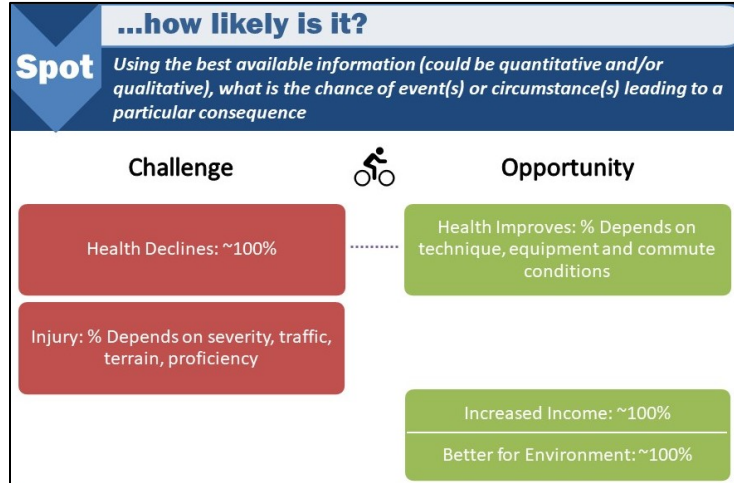 ...how likely is it?
Spot
Using the best available information (could be quantitative and/or
qualitative), what is the chance of event(s) or circumstance(s) leading to a
particular consequence
Challenge
Opportunity
Health Declines: ~100%
Health Improves: % Depends on
technique, equipment and commute
conditions
Injury: % Depends on severity, traffic,
terrain, proficiency
Increased Income: ~100%
Better for Environment: ~100%